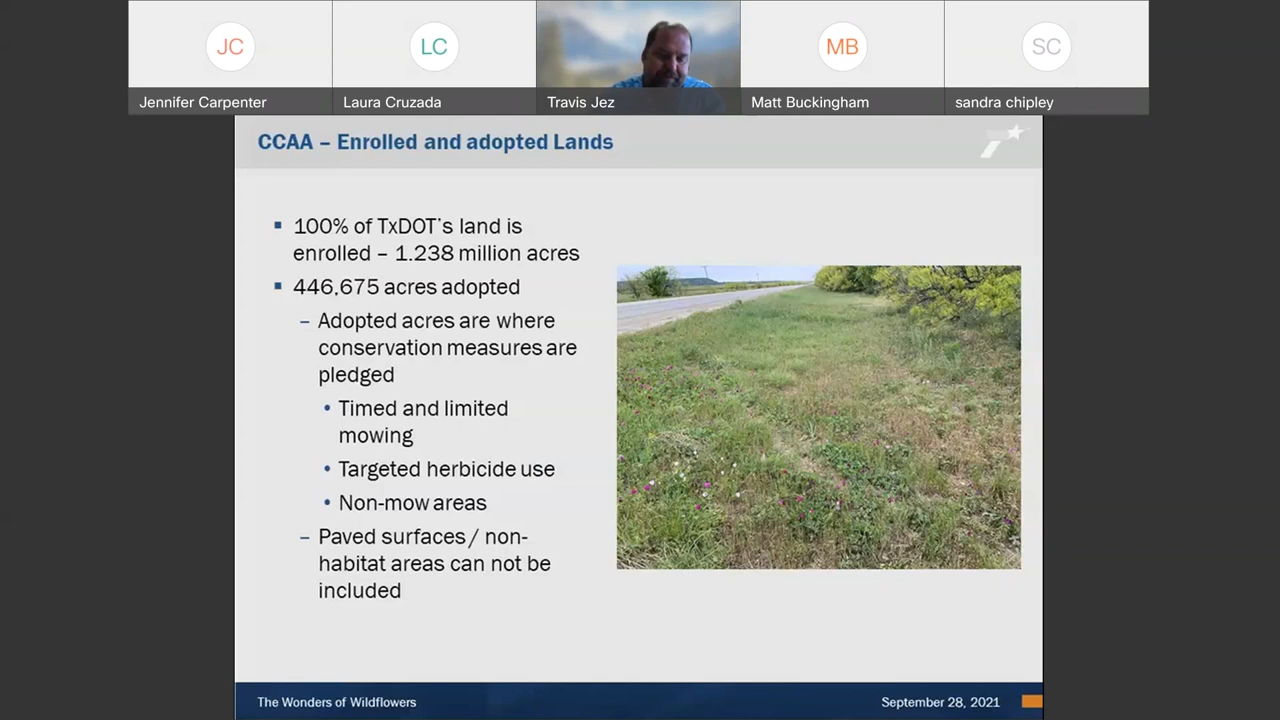 JC
LC
MB
SC
Jennifer Carpenter
Laura Cruzada
Travis Jez
Matt Buckingham
sandra chipley
CCAA – Enrolled and adopted Lands
▪ 100% of TxDOT's land is
enrolled – 1.238 million acres
▪ 446,675 acres adopted
– Adopted acres are where
conservation measures are
pledged
• Timed and limited
mowing
• Targeted herbicide use
• Non-mow areas
– Paved surfaces / non-
habitat areas can not be
included
The Wonders of Wildflowers
September 28, 2021